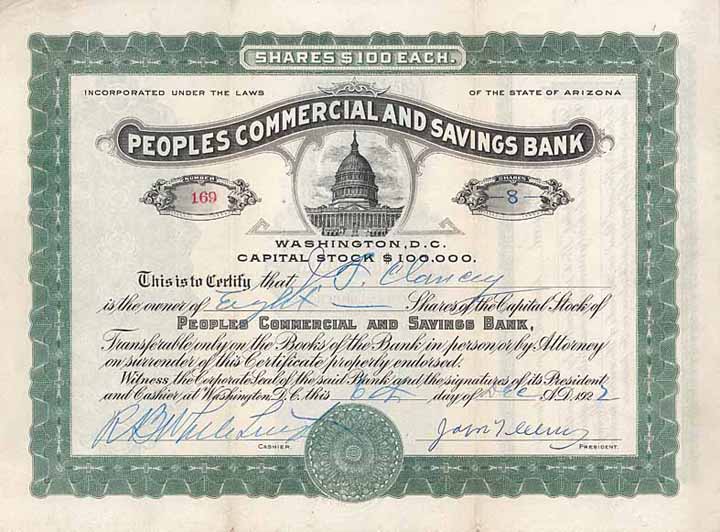 SHARES $100 EACH.
INCORPORATED UNDER THE LAWS OF THE STATE OF ARIZONA
PEOPLES COMMERCIAL AND SAVINGS BANK
NUMBER SHARES
169 8
WASHINGTON, D.C.
CAPITAL STOCK $100,000.
This is to Certify that J F Clancy
is the owner of Eight Shares of the Capital Stock of
PEOPLES COMMERCIAL AND SAVINGS BANK,
Transferable only on the Books of the Bank in person or by Attorney
on surrender of this Certificate properly endorsed.
Witness, the Corporate Seal of the said Bank and the signatures of its President
and Cashier at Washington, D.C. this 6th day of Dec A.D. 1922
CASHIER. PRESIDENT.